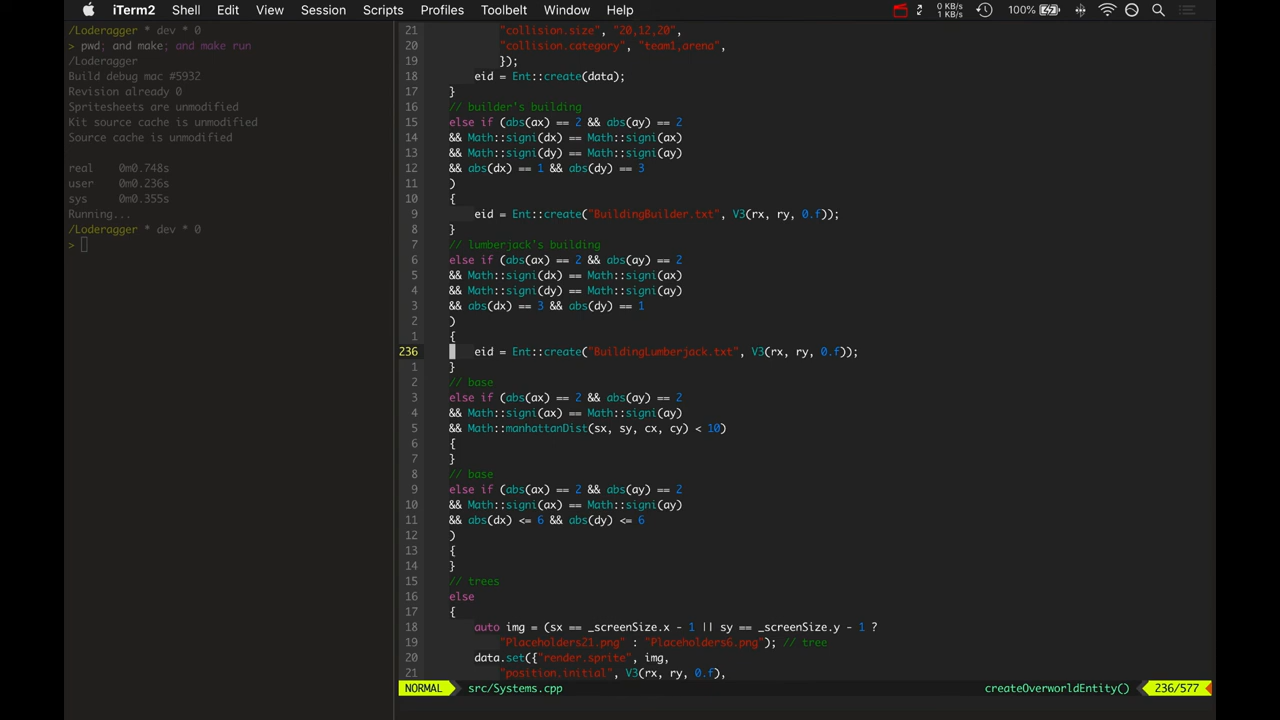 iTerm2 Shell Edit View Session Scripts Profiles Toolbelt Window Help 0 KB/s 1 KB/s 100%
/Loderagger * dev * 0
> pwd; and make; and make run
/Loderagger
Build debug mac #5932
Revision already 0
Spritesheets are unmodified
Kit source cache is unmodified
Source cache is unmodified
real 0m0.748s
user 0m0.236s
sys 0m0.355s
Running...
/Loderagger * dev * 0
>
21 "collision.size", "20,12,20",
20 "collision.category", "team1,arena",
19 });
18 eid = Ent::create(data);
17 }
16 // builder's building
15 else if (abs(ax) == 2 && abs(ay) == 2
14 && Math::signi(dx) == Math::signi(ax)
13 && Math::signi(dy) == Math::signi(ay)
12 && abs(dx) == 1 && abs(dy) == 3
11 )
10 {
9 eid = Ent::create("BuildingBuilder.txt", V3(rx, ry, 0.f));
8 }
7 // lumberjack's building
6 else if (abs(ax) == 2 && abs(ay) == 2
5 && Math::signi(dx) == Math::signi(ax)
4 && Math::signi(dy) == Math::signi(ay)
3 && abs(dx) == 3 && abs(dy) == 1
2 )
1 {
236 eid = Ent::create("BuildingLumberjack.txt", V3(rx, ry, 0.f));
1 }
2 // base
3 else if (abs(ax) == 2 && abs(ay) == 2
4 && Math::signi(ax) == Math::signi(ay)
5 && Math::manhattanDist(sx, sy, cx, cy) < 10)
6 {
7 }
8 // base
9 else if (abs(ax) == 2 && abs(ay) == 2
10 && Math::signi(ax) == Math::signi(ay)
11 && abs(dx) <= 6 && abs(dy) <= 6
12 )
13 {
14 }
15 // trees
16 else
17 {
18 auto img = (sx == _screenSize.x - 1 || sy == _screenSize.y - 1 ?
19 "Placeholders21.png" : "Placeholders6.png"); // tree
20 data.set({"render.sprite", img,
21 "position.initial", V3(rx, ry, 0.f),
NORMAL src/Systems.cpp createOverworldEntity() 236/577